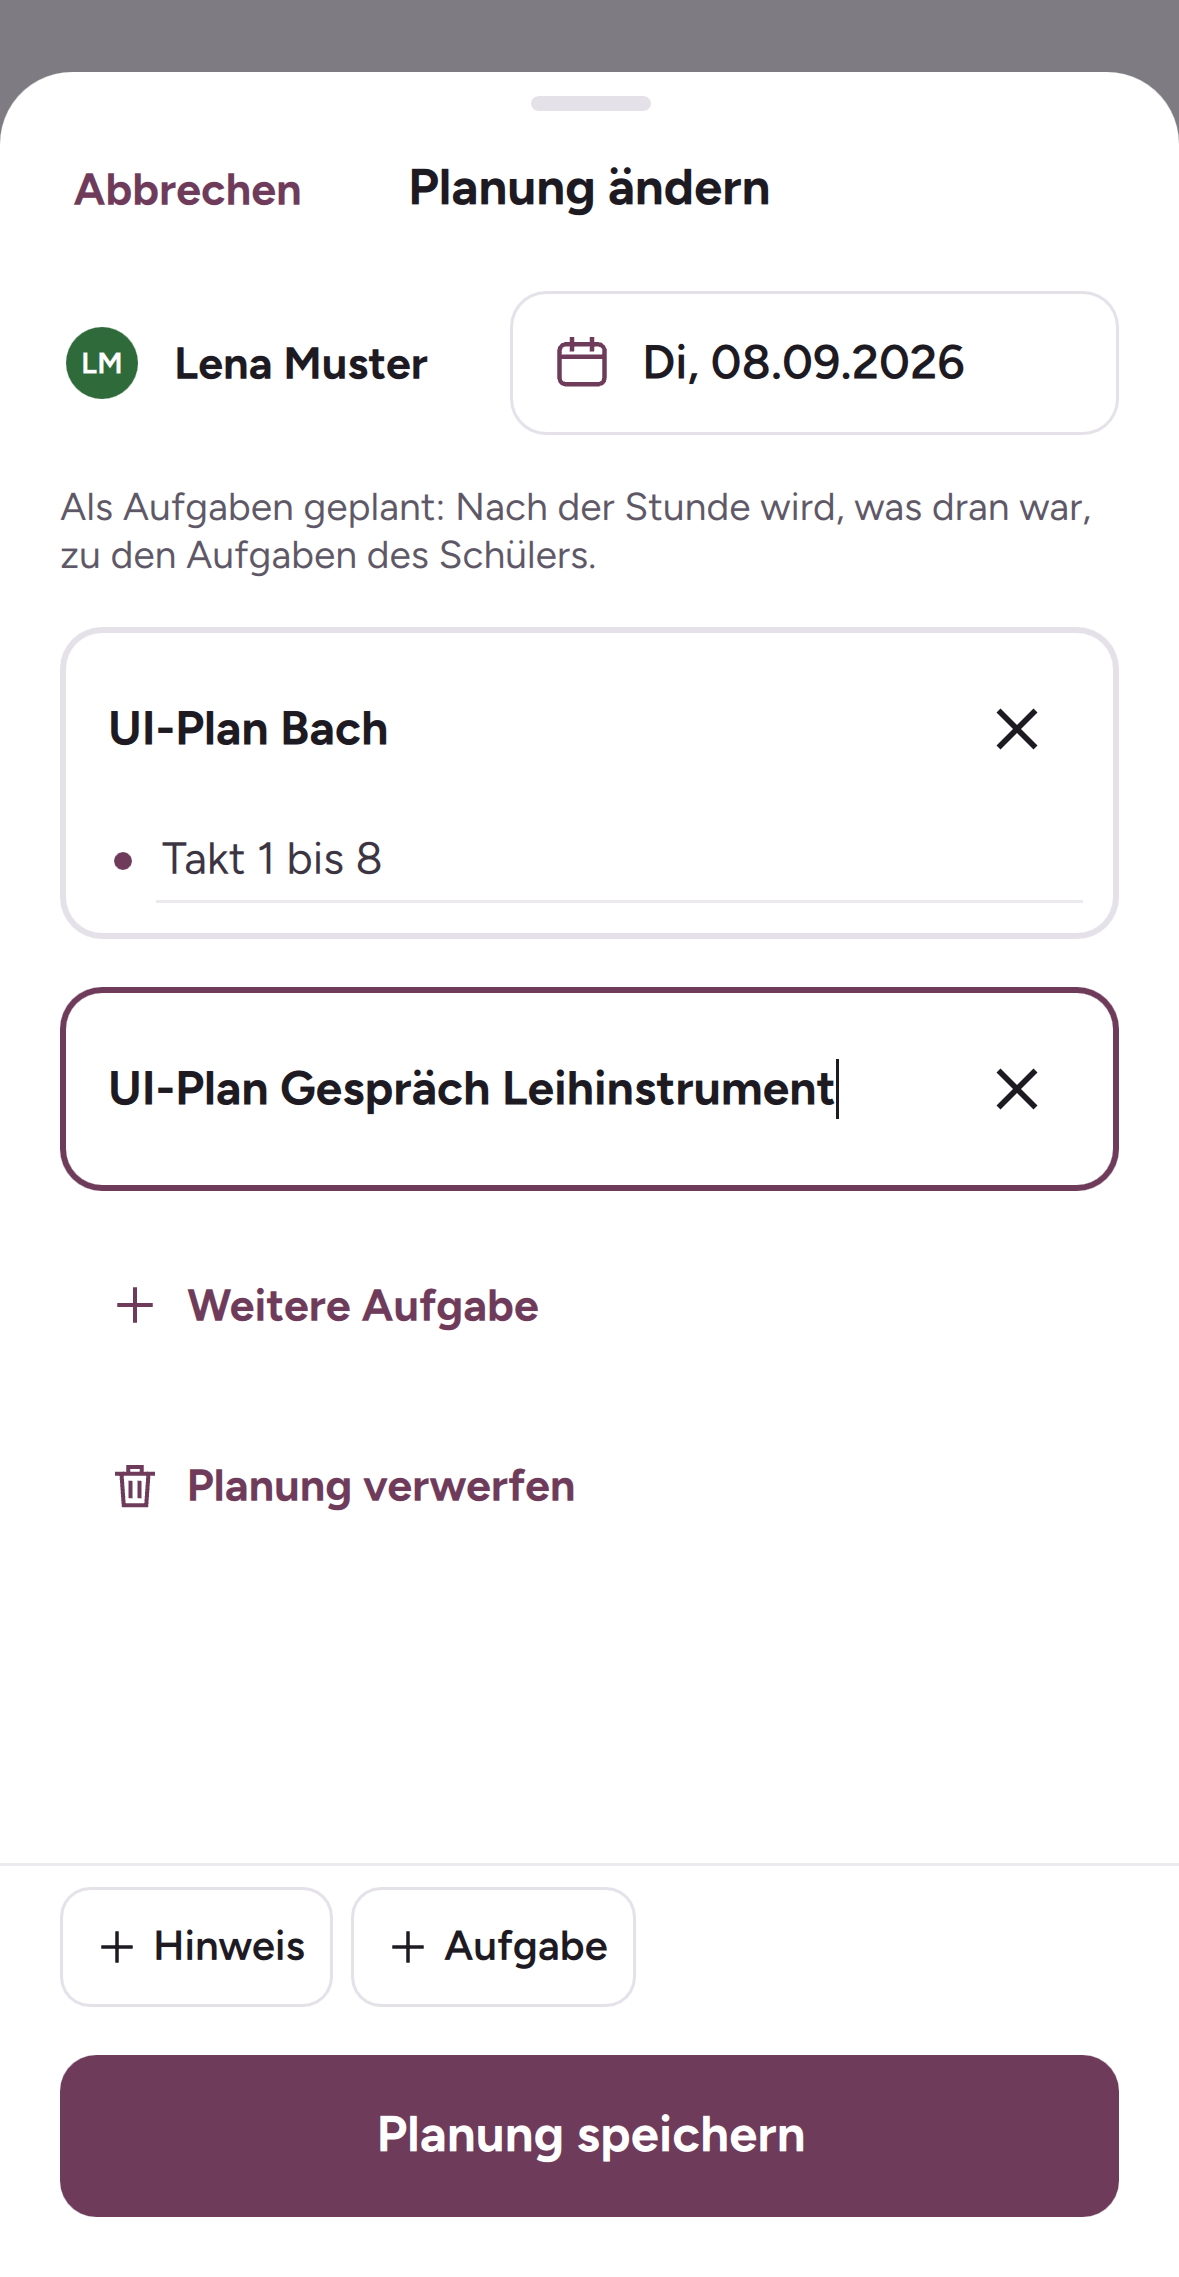 Abbrechen
Planung ändern
LM
Lena Muster
Di, 08.09.2026
Als Aufgaben geplant: Nach der Stunde wird, was dran war,
zu den Aufgaben des Schülers.
UI-Plan Bach
Takt 1 bis 8
UI-Plan Gespräch Leihinstrument
Weitere Aufgabe
Planung verwerfen
Hinweis
Aufgabe
Planung speichern